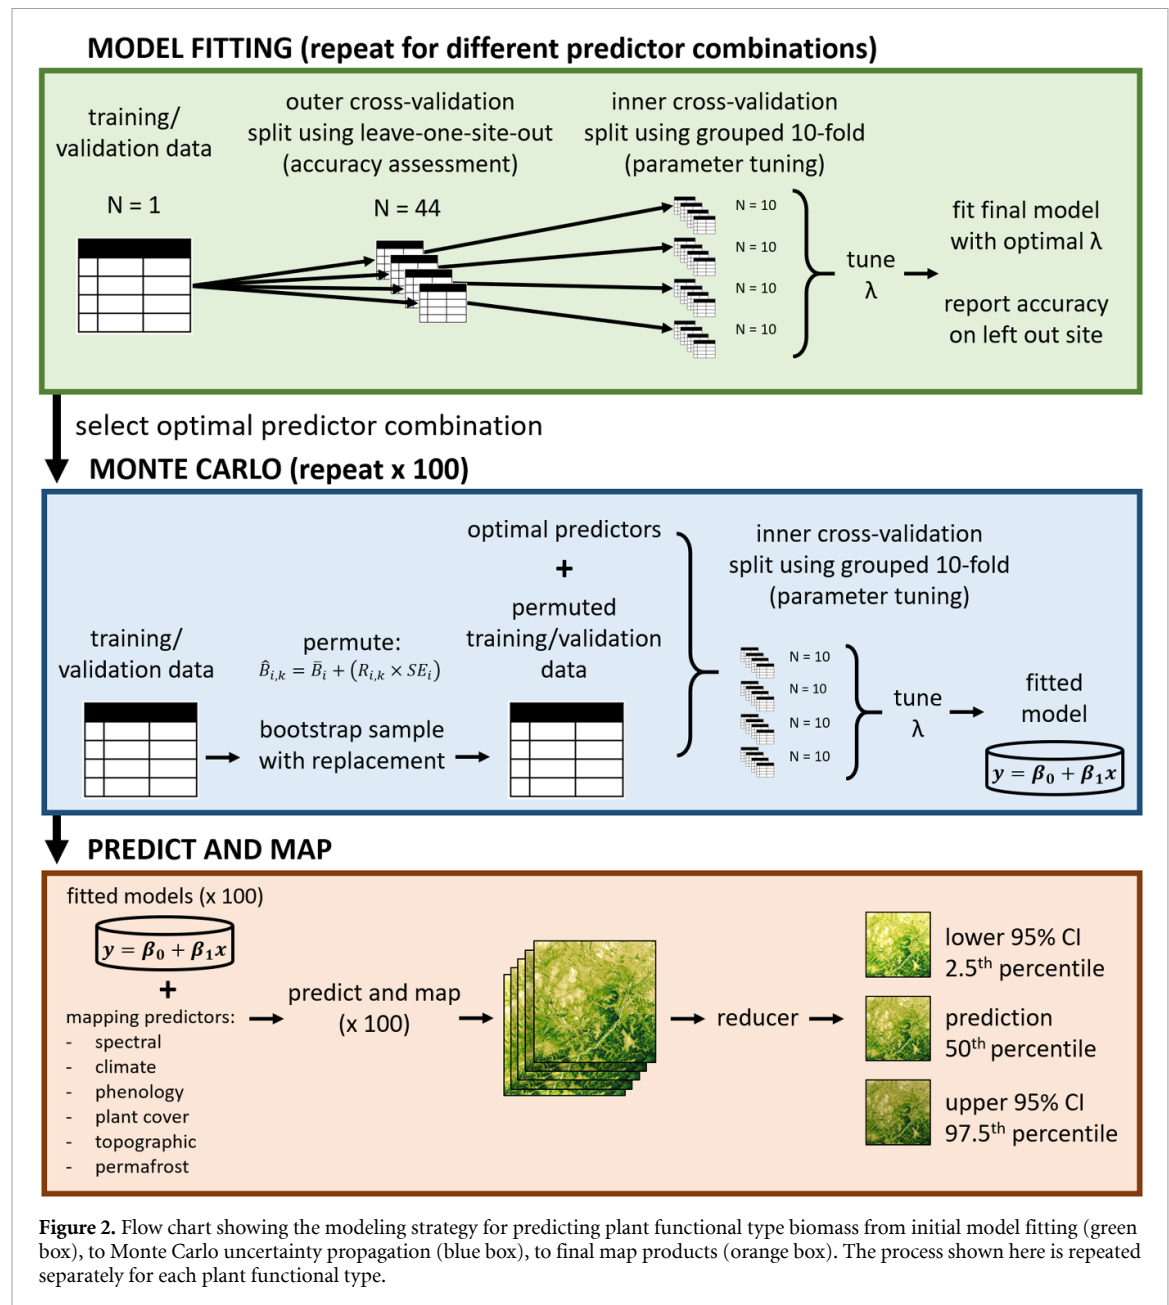 MODEL FITTING (repeat for different predictor combinations)
training/
validation data
N = 1
outer cross-validation
split using leave-one-site-out
(accuracy assessment)
N = 44
inner cross-validation
split using grouped 10-fold
(parameter tuning)
N = 10
N = 10
N = 10
N = 10
tune
λ
fit final model
with optimal λ
report accuracy
on left out site
select optimal predictor combination
MONTE CARLO (repeat x 100)
training/
validation data
permute:
B̂i,k = B̄i + (Ri,k × SEi)
bootstrap sample
with replacement
optimal predictors
+
permuted
training/validation
data
inner cross-validation
split using grouped 10-fold
(parameter tuning)
N = 10
N = 10
N = 10
N = 10
tune
λ
fitted
model
y = β0 + β1x
PREDICT AND MAP
fitted models (x 100)
y = β0 + β1x
+
mapping predictors:
- spectral
- climate
- phenology
- plant cover
- topographic
- permafrost
predict and map
(x 100)
reducer
lower 95% CI
2.5th percentile
prediction
50th percentile
upper 95% CI
97.5th percentile
Figure 2. Flow chart showing the modeling strategy for predicting plant functional type biomass from initial model fitting (green
box), to Monte Carlo uncertainty propagation (blue box), to final map products (orange box). The process shown here is repeated
separately for each plant functional type.